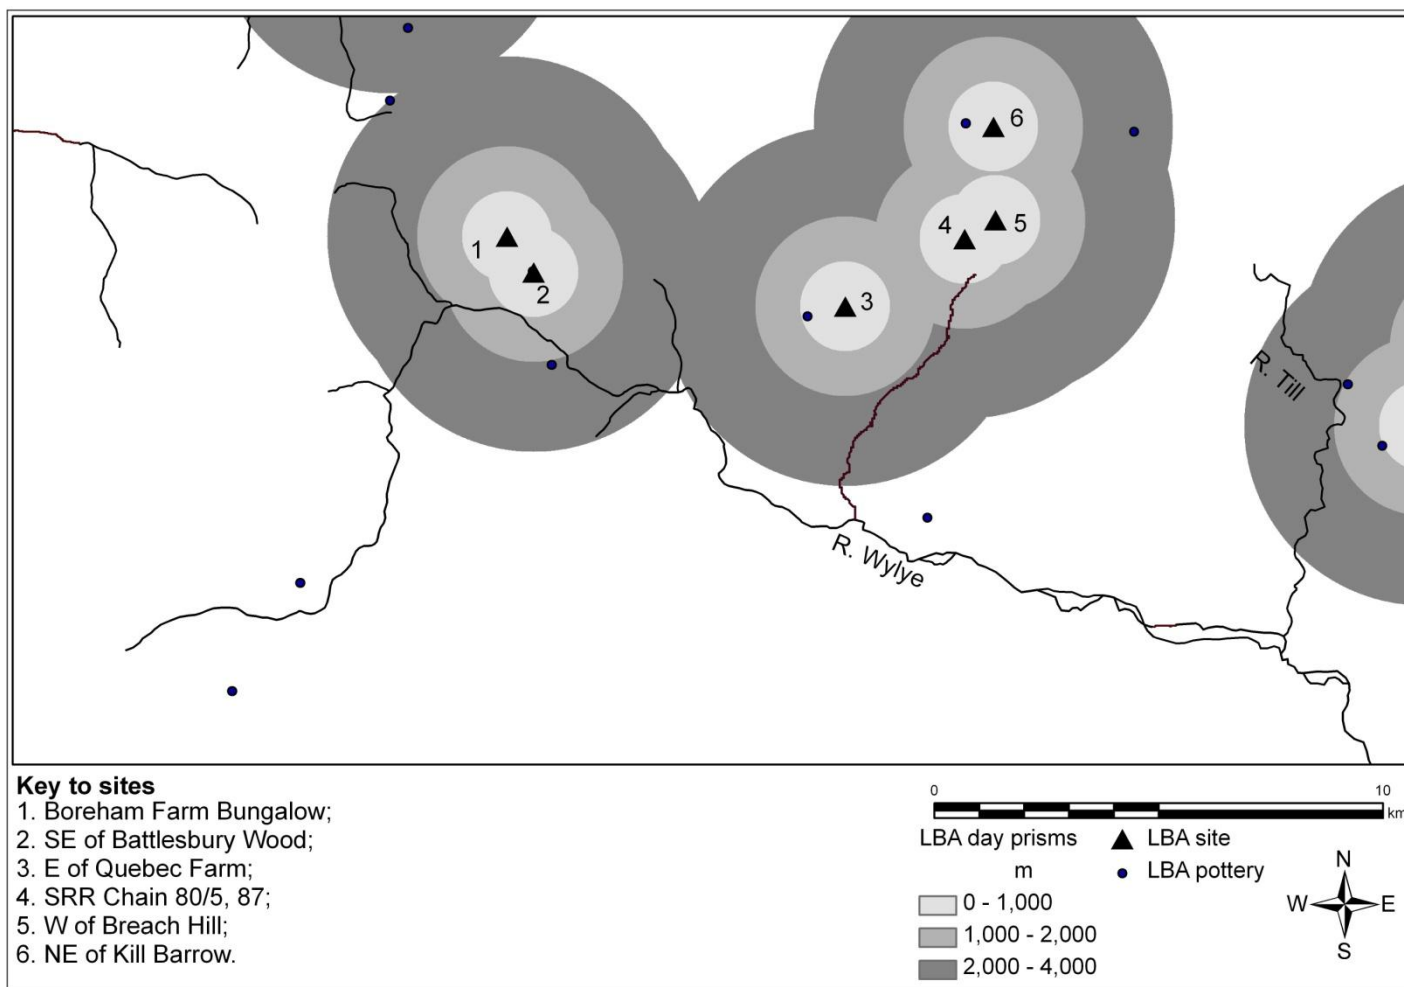 6
4
5
1
2
3
R. Till
R. Wylye
Key to sites
1. Boreham Farm Bungalow;
2. SE of Battlesbury Wood;
3. E of Quebec Farm;
4. SRR Chain 80/5, 87;
5. W of Breach Hill;
6. NE of Kill Barrow.
0 10
km
LBA day prisms
m
0 - 1,000
1,000 - 2,000
2,000 - 4,000
LBA site
LBA pottery
N
W E
S